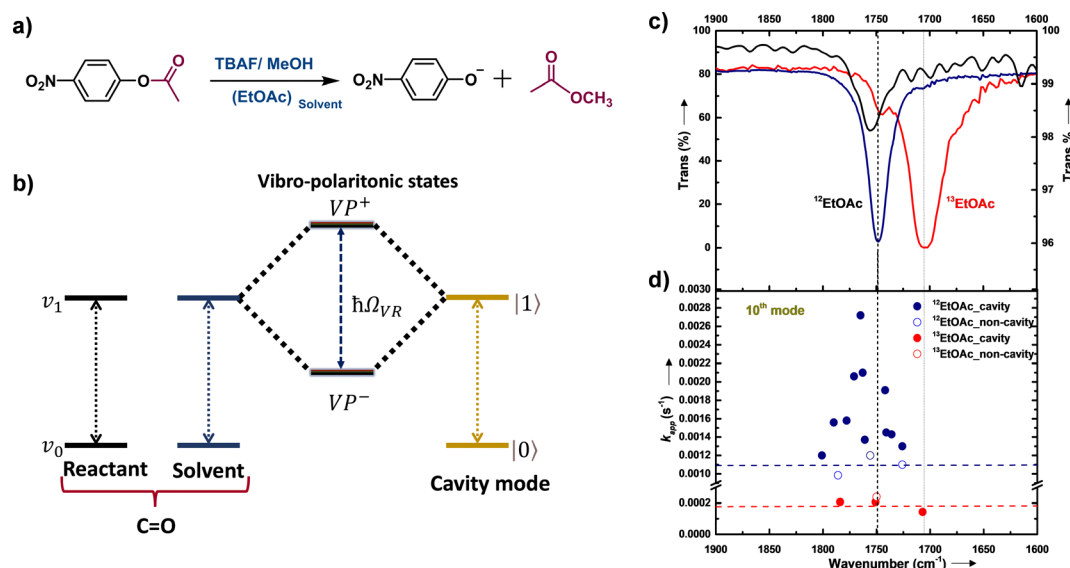 a)
O₂N
O
O
TBAF/ MeOH
(EtOAc) Solvent
O₂N
O⁻
+
O
OCH₃
b)
Vibro-polaritonic states
VP⁺
v₁
ħΩ_VR
|1⟩
VP⁻
v₀
|0⟩
Reactant
Solvent
Cavity mode
C=O
c)
1900 1850 1800 1750 1700 1650 1600
100
80
60
40
20
0
Trans (%)
100
99
98
97
96
Trans %
¹²EtOAc
¹³EtOAc
d)
10ᵗʰ mode
¹²EtOAc_cavity
¹²EtOAc_non-cavity
¹³EtOAc_cavity
¹³EtOAc_non-cavity
0.0030
0.0028
0.0026
0.0024
0.0022
0.0020
0.0018
0.0016
0.0014
0.0012
0.0010
0.0002
0.0000
k_app (s⁻¹)
1900 1850 1800 1750 1700 1650 1600
Wavenumber (cm⁻¹)